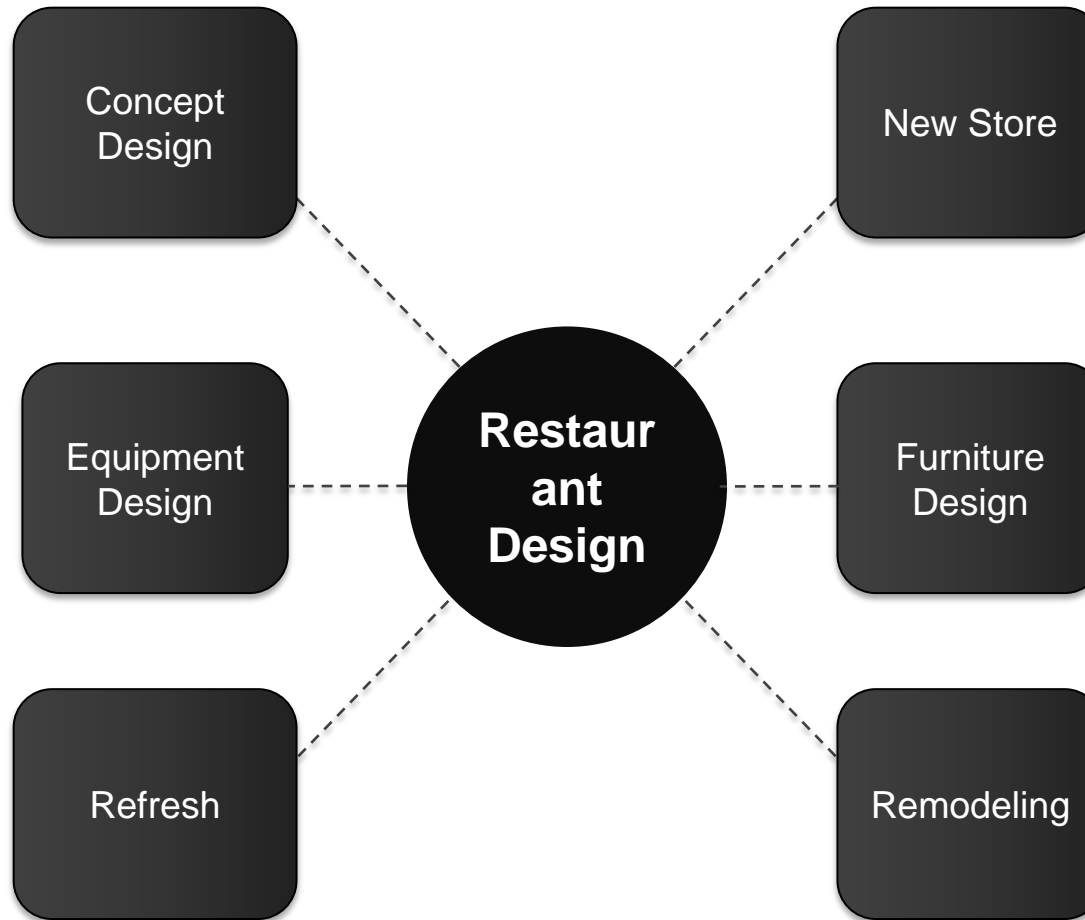 Concept
Design
New Store
Restaur
ant
Design
Equipment
Design
Furniture
Design
Refresh
Remodeling